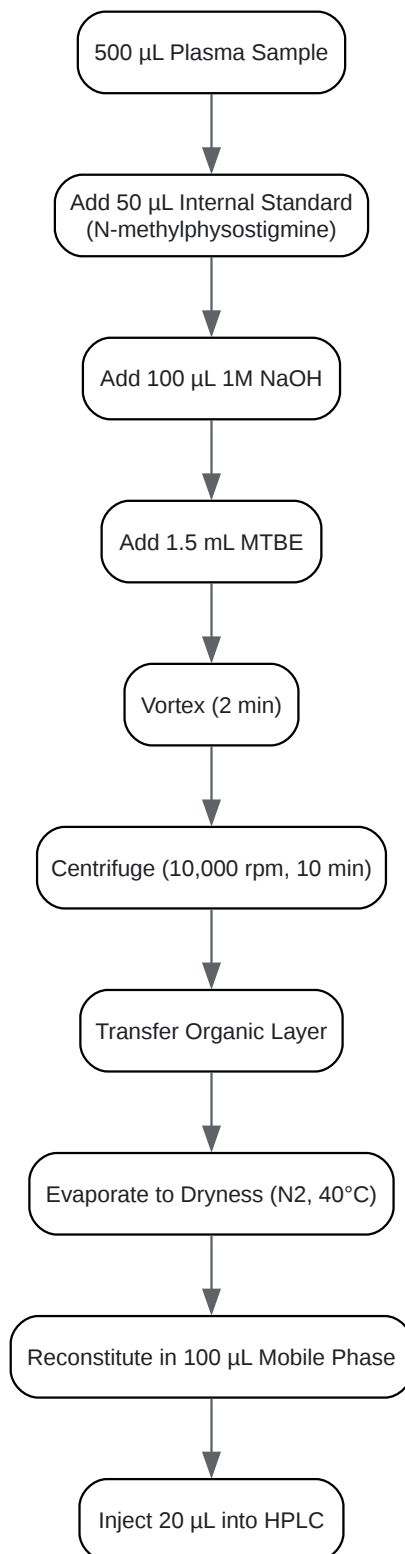 500 µL Plasma Sample
Add 50 µL Internal Standard
(N-methylphysostigmine)
Add 100 µL 1M NaOH
Add 1.5 mL MTBE
Vortex (2 min)
Centrifuge (10,000 rpm, 10 min)
Transfer Organic Layer
Evaporate to Dryness (N2, 40°C)
Reconstitute in 100 µL Mobile Phase
Inject 20 µL into HPLC